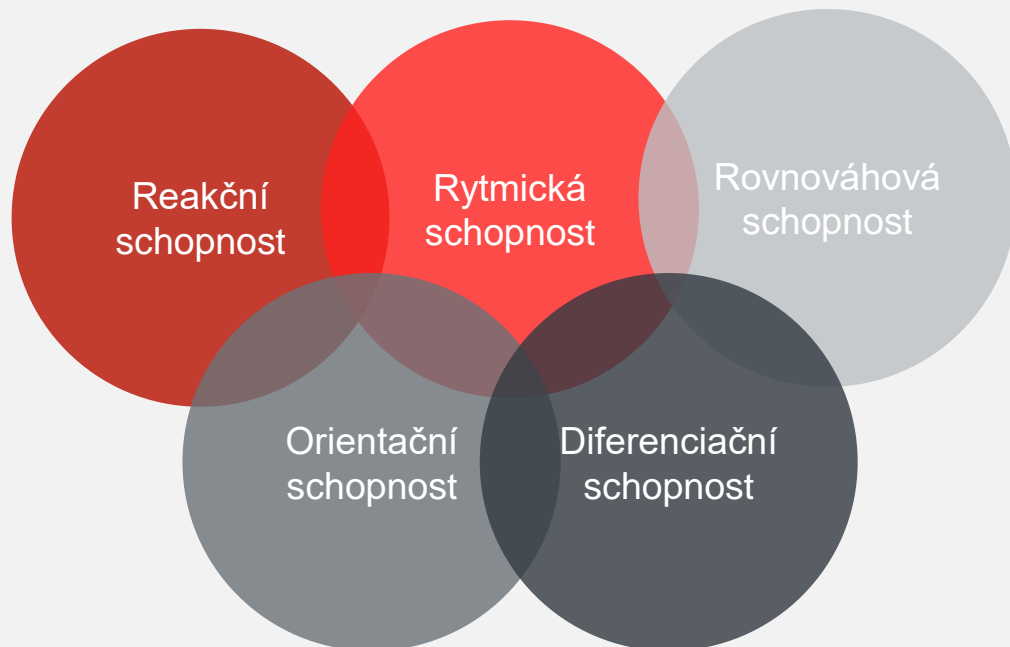 Reakční
schopnost
Rytmická
schopnost
Rovnováhová
schopnost
Orientační
schopnost
Diferenciační
schopnost